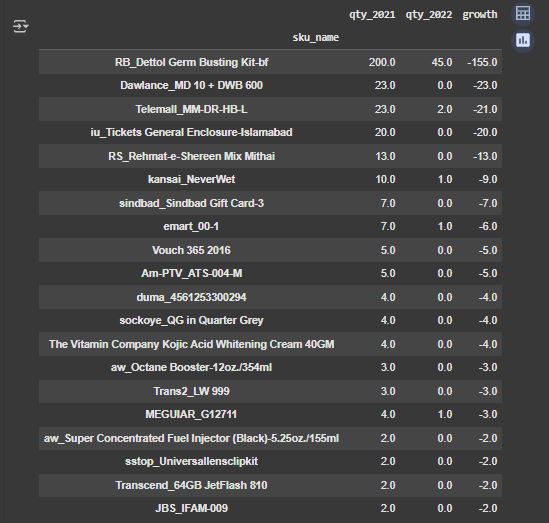 qty_2021 qty_2022 growth
sku_name
RB_Dettol Germ Busting Kit-bf 200.0 45.0 -155.0
Dawlance_MD 10 + DWB 600 23.0 0.0 -23.0
Telemall_MM-DR-HB-L 23.0 2.0 -21.0
iu_Tickets General Enclosure-Islamabad 20.0 0.0 -20.0
RS_Rehmat-e-Shereen Mix Mithai 13.0 0.0 -13.0
kansai_NeverWet 10.0 1.0 -9.0
sindbad_Sindbad Gift Card-3 7.0 0.0 -7.0
emart_00-1 7.0 1.0 -6.0
Vouch 365 2016 5.0 0.0 -5.0
Am-PTV_ATS-004-M 5.0 0.0 -5.0
duma_4561253300294 4.0 0.0 -4.0
sockoye_QG in Quarter Grey 4.0 0.0 -4.0
The Vitamin Company Kojic Acid Whitening Cream 40GM 4.0 0.0 -4.0
aw_Octane Booster-12oz./354ml 3.0 0.0 -3.0
Trans2_LW 999 3.0 0.0 -3.0
MEGUIAR_G12711 4.0 1.0 -3.0
aw_Super Concentrated Fuel Injector (Black)-5.25oz./155ml 2.0 0.0 -2.0
sstop_Universallensclipkit 2.0 0.0 -2.0
Transcend_64GB JetFlash 810 2.0 0.0 -2.0
JBS_IFAM-009 2.0 0.0 -2.0